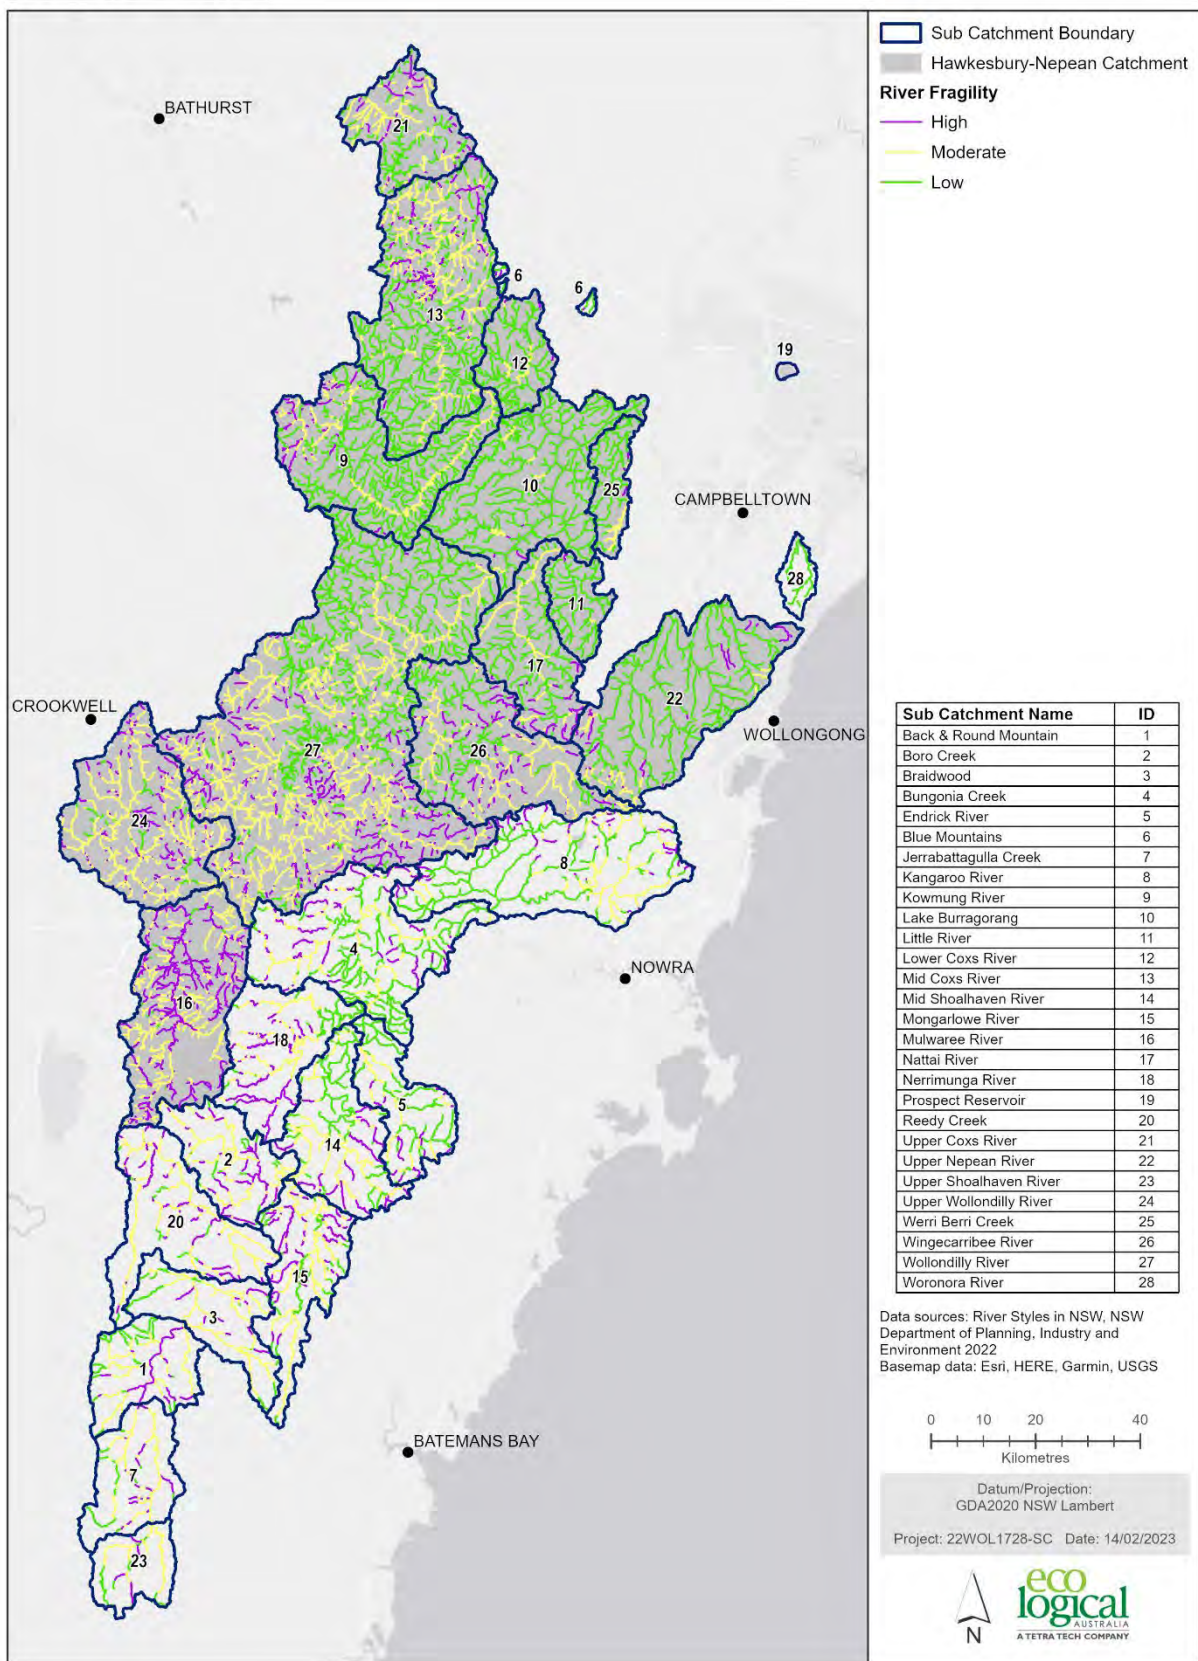 BATHURST
21
6
6
13
19
12
9
10
25
CAMPBELLTOWN
28
11
17
22
CROOKWELL
WOLLONGONG
27
26
24
8
4
NOWRA
16
18
5
14
2
20
15
3
1
BATEMANS BAY
7
23
Sub Catchment Boundary
Hawkesbury-Nepean Catchment
River Fragility
High
Moderate
Low
Sub Catchment Name ID
Back & Round Mountain 1
Boro Creek 2
Braidwood 3
Bungonia Creek 4
Endrick River 5
Blue Mountains 6
Jerrabattagulla Creek 7
Kangaroo River 8
Kowmung River 9
Lake Burragorang 10
Little River 11
Lower Coxs River 12
Mid Coxs River 13
Mid Shoalhaven River 14
Mongarlowe River 15
Mulwaree River 16
Nattai River 17
Nerrimunga River 18
Prospect Reservoir 19
Reedy Creek 20
Upper Coxs River 21
Upper Nepean River 22
Upper Shoalhaven River 23
Upper Wollondilly River 24
Werri Berri Creek 25
Wingecarribee River 26
Wollondilly River 27
Woronora River 28
Data sources: River Styles in NSW, NSW
Department of Planning, Industry and
Environment 2022
Basemap data: Esri, HERE, Garmin, USGS
0 10 20 40
Kilometres
Datum/Projection:
GDA2020 NSW Lambert
Project: 22WOL1728-SC Date: 14/02/2023
N
eco
logical
AUSTRALIA
A TETRA TECH COMPANY